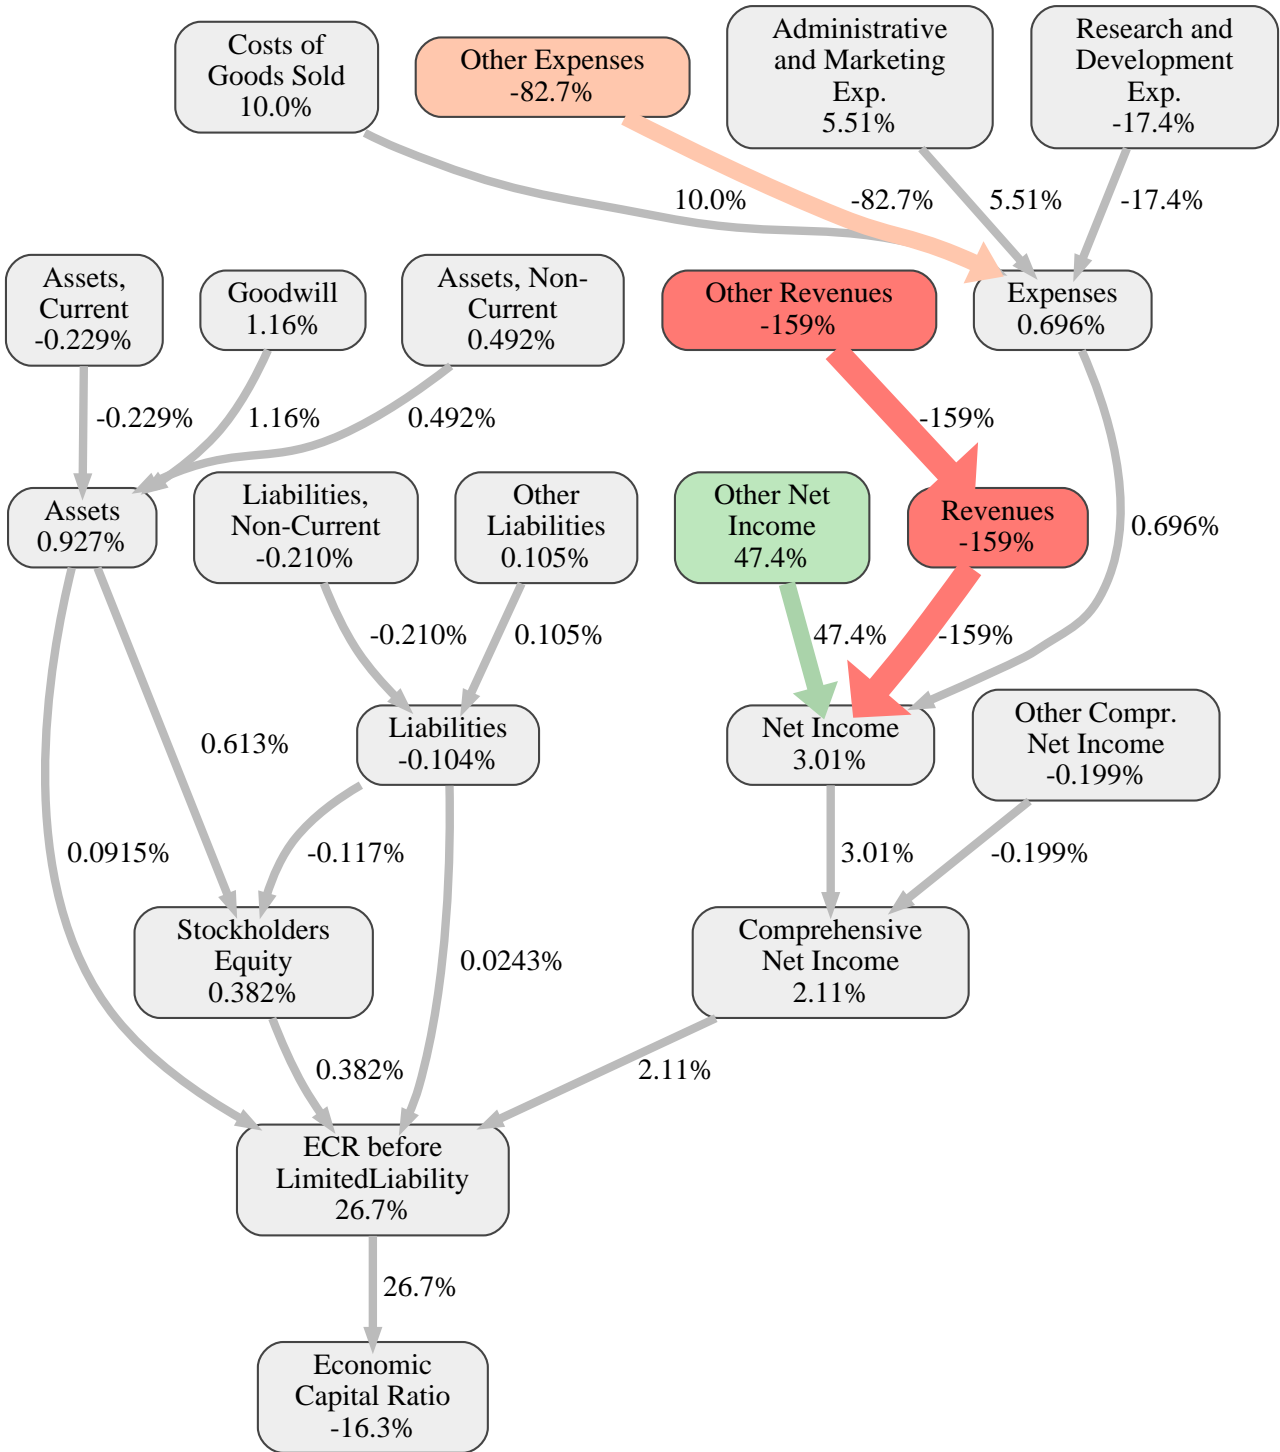 Costs of
Goods Sold
10.0%
Other Expenses
-82.7%
Administrative
and Marketing
Exp.
5.51%
Research and
Development
Exp.
-17.4%
10.0%
-82.7%
5.51%
-17.4%
Assets,
Current
-0.229%
Goodwill
1.16%
Assets, Non-
Current
0.492%
Other Revenues
-159%
Expenses
0.696%
-0.229%
1.16%
0.492%
-159%
Assets
0.927%
Liabilities,
Non-Current
-0.210%
Other
Liabilities
0.105%
Other Net
Income
47.4%
Revenues
-159%
0.696%
-0.210%
0.105%
47.4%
-159%
0.613%
Liabilities
-0.104%
Net Income
3.01%
Other Compr.
Net Income
-0.199%
0.0915%
-0.117%
3.01%
-0.199%
Stockholders
Equity
0.382%
0.0243%
Comprehensive
Net Income
2.11%
0.382%
2.11%
ECR before
LimitedLiability
26.7%
26.7%
Economic
Capital Ratio
-16.3%